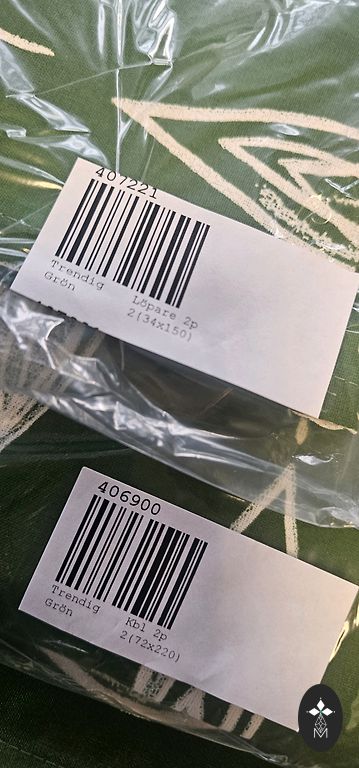 407221
Trendig
Grön
Löpare 2p
2(34x150)
406900
Trendig
Grön
Kbl 2p
2(72x220)
M